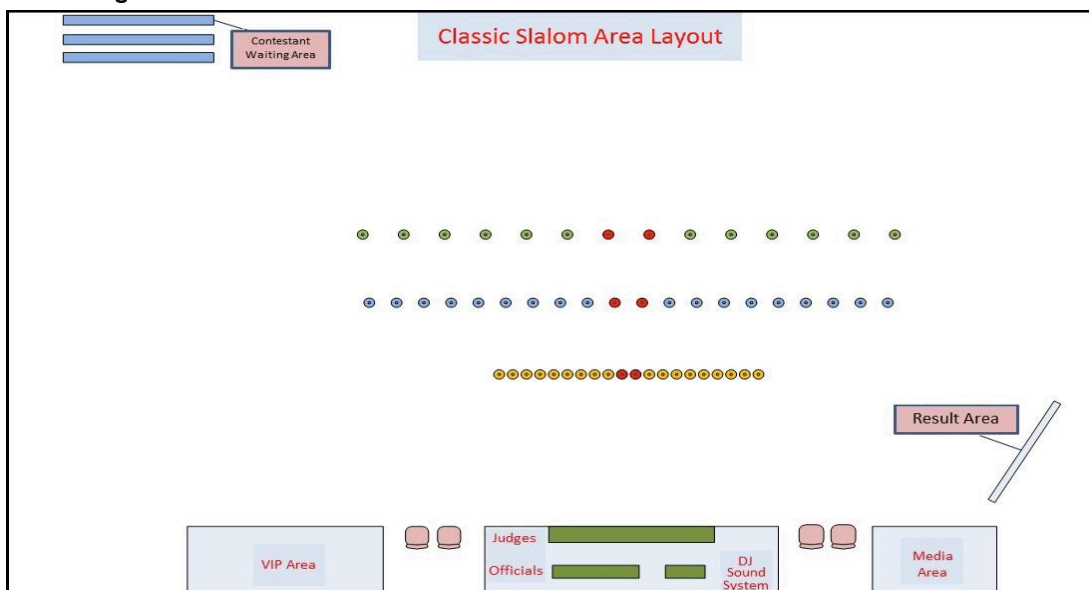 Contestant
Waiting Area
Classic Slalom Area Layout
Result Area
VIP Area
Judges
Officials
DJ
Sound
System
Media
Area